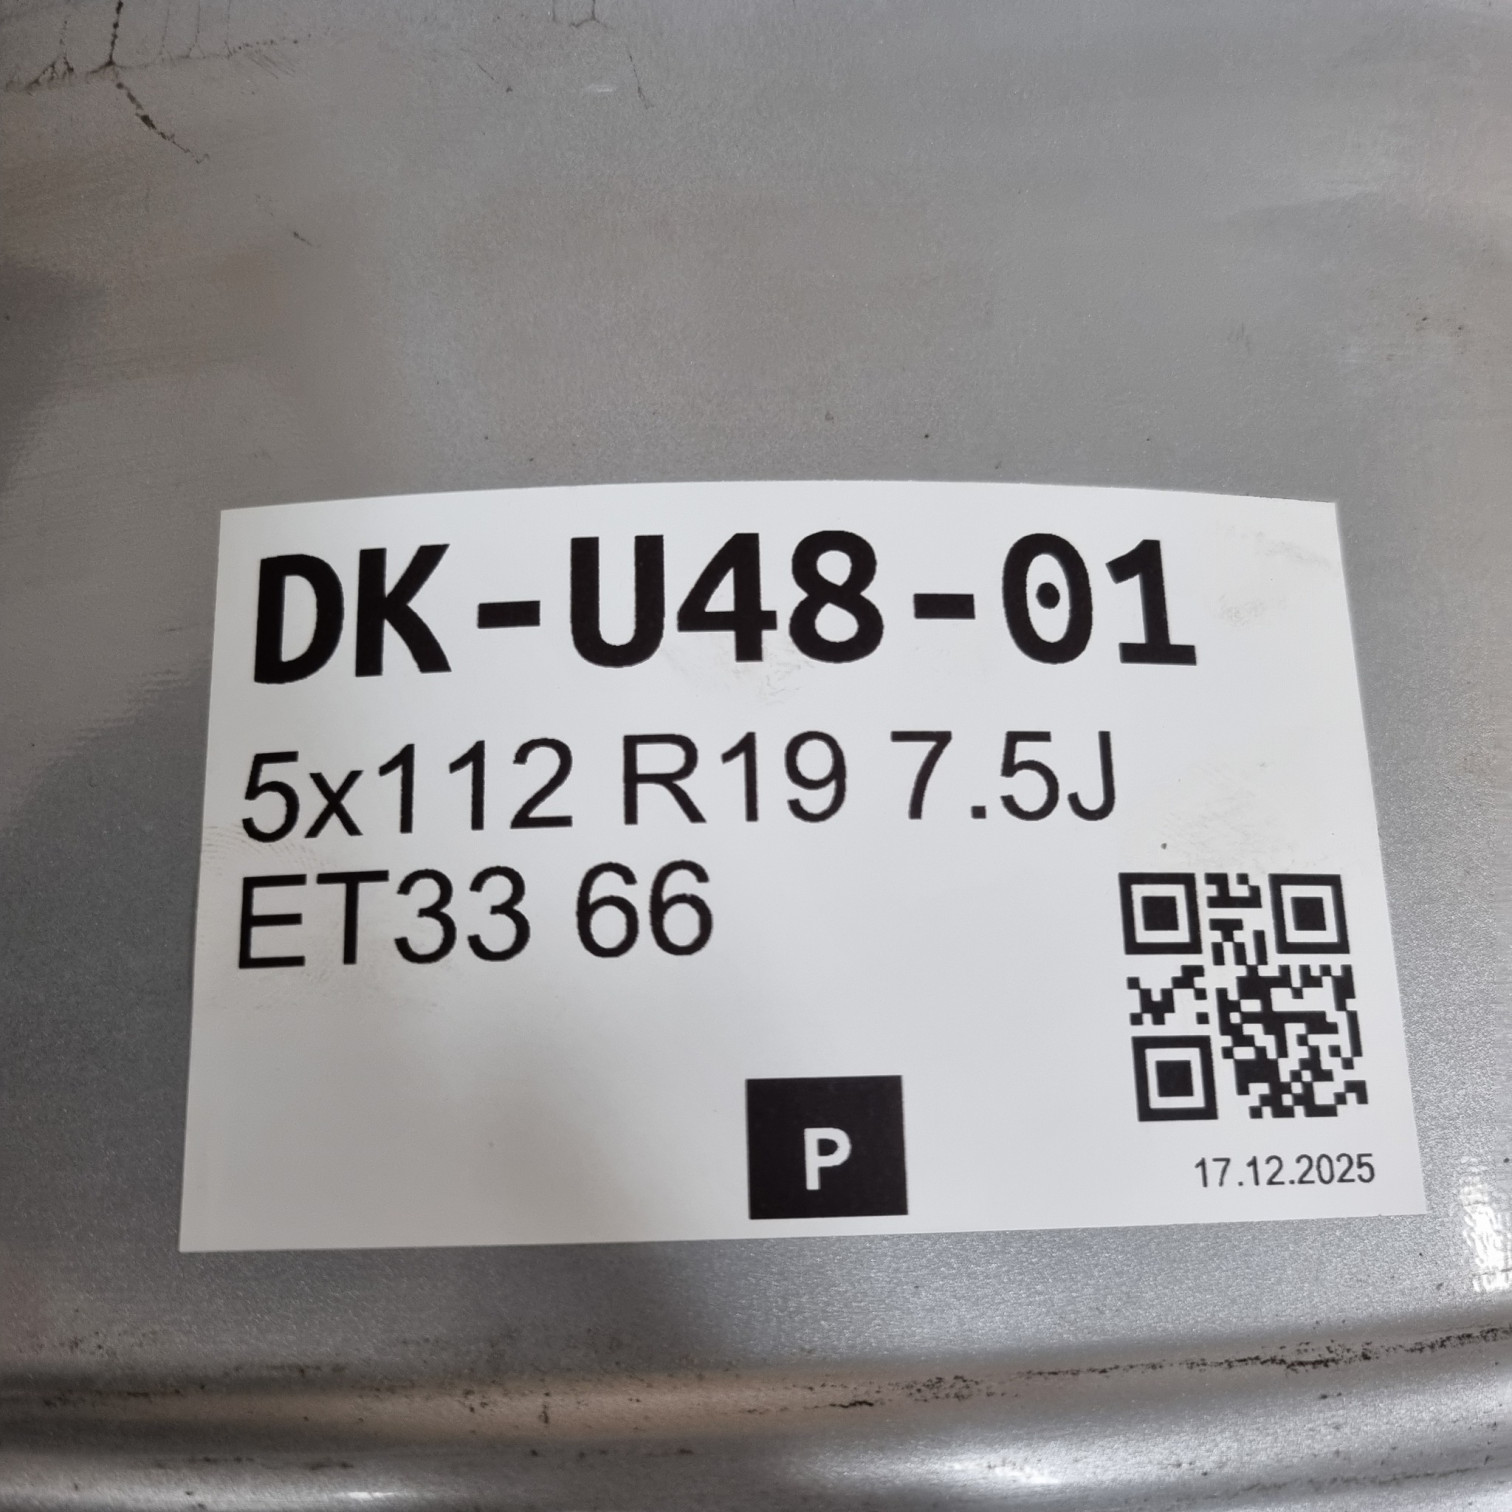 DK-U48-01
5x112 R19 7.5J
ET33 66
P
17.12.2025